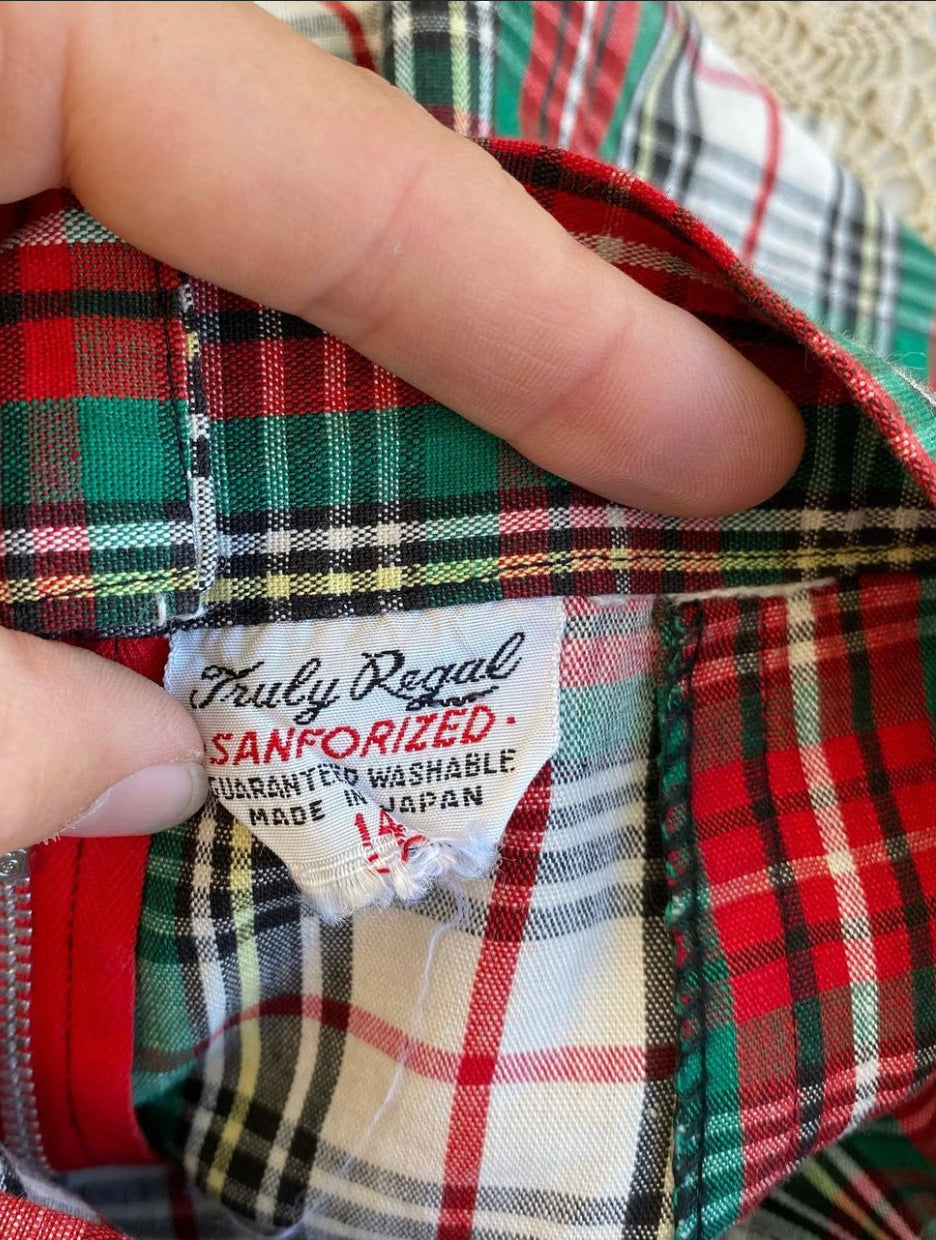 Truly Regal
SANFORIZED.
GUARANTEED WASHABLE
MADE IN JAPAN
14